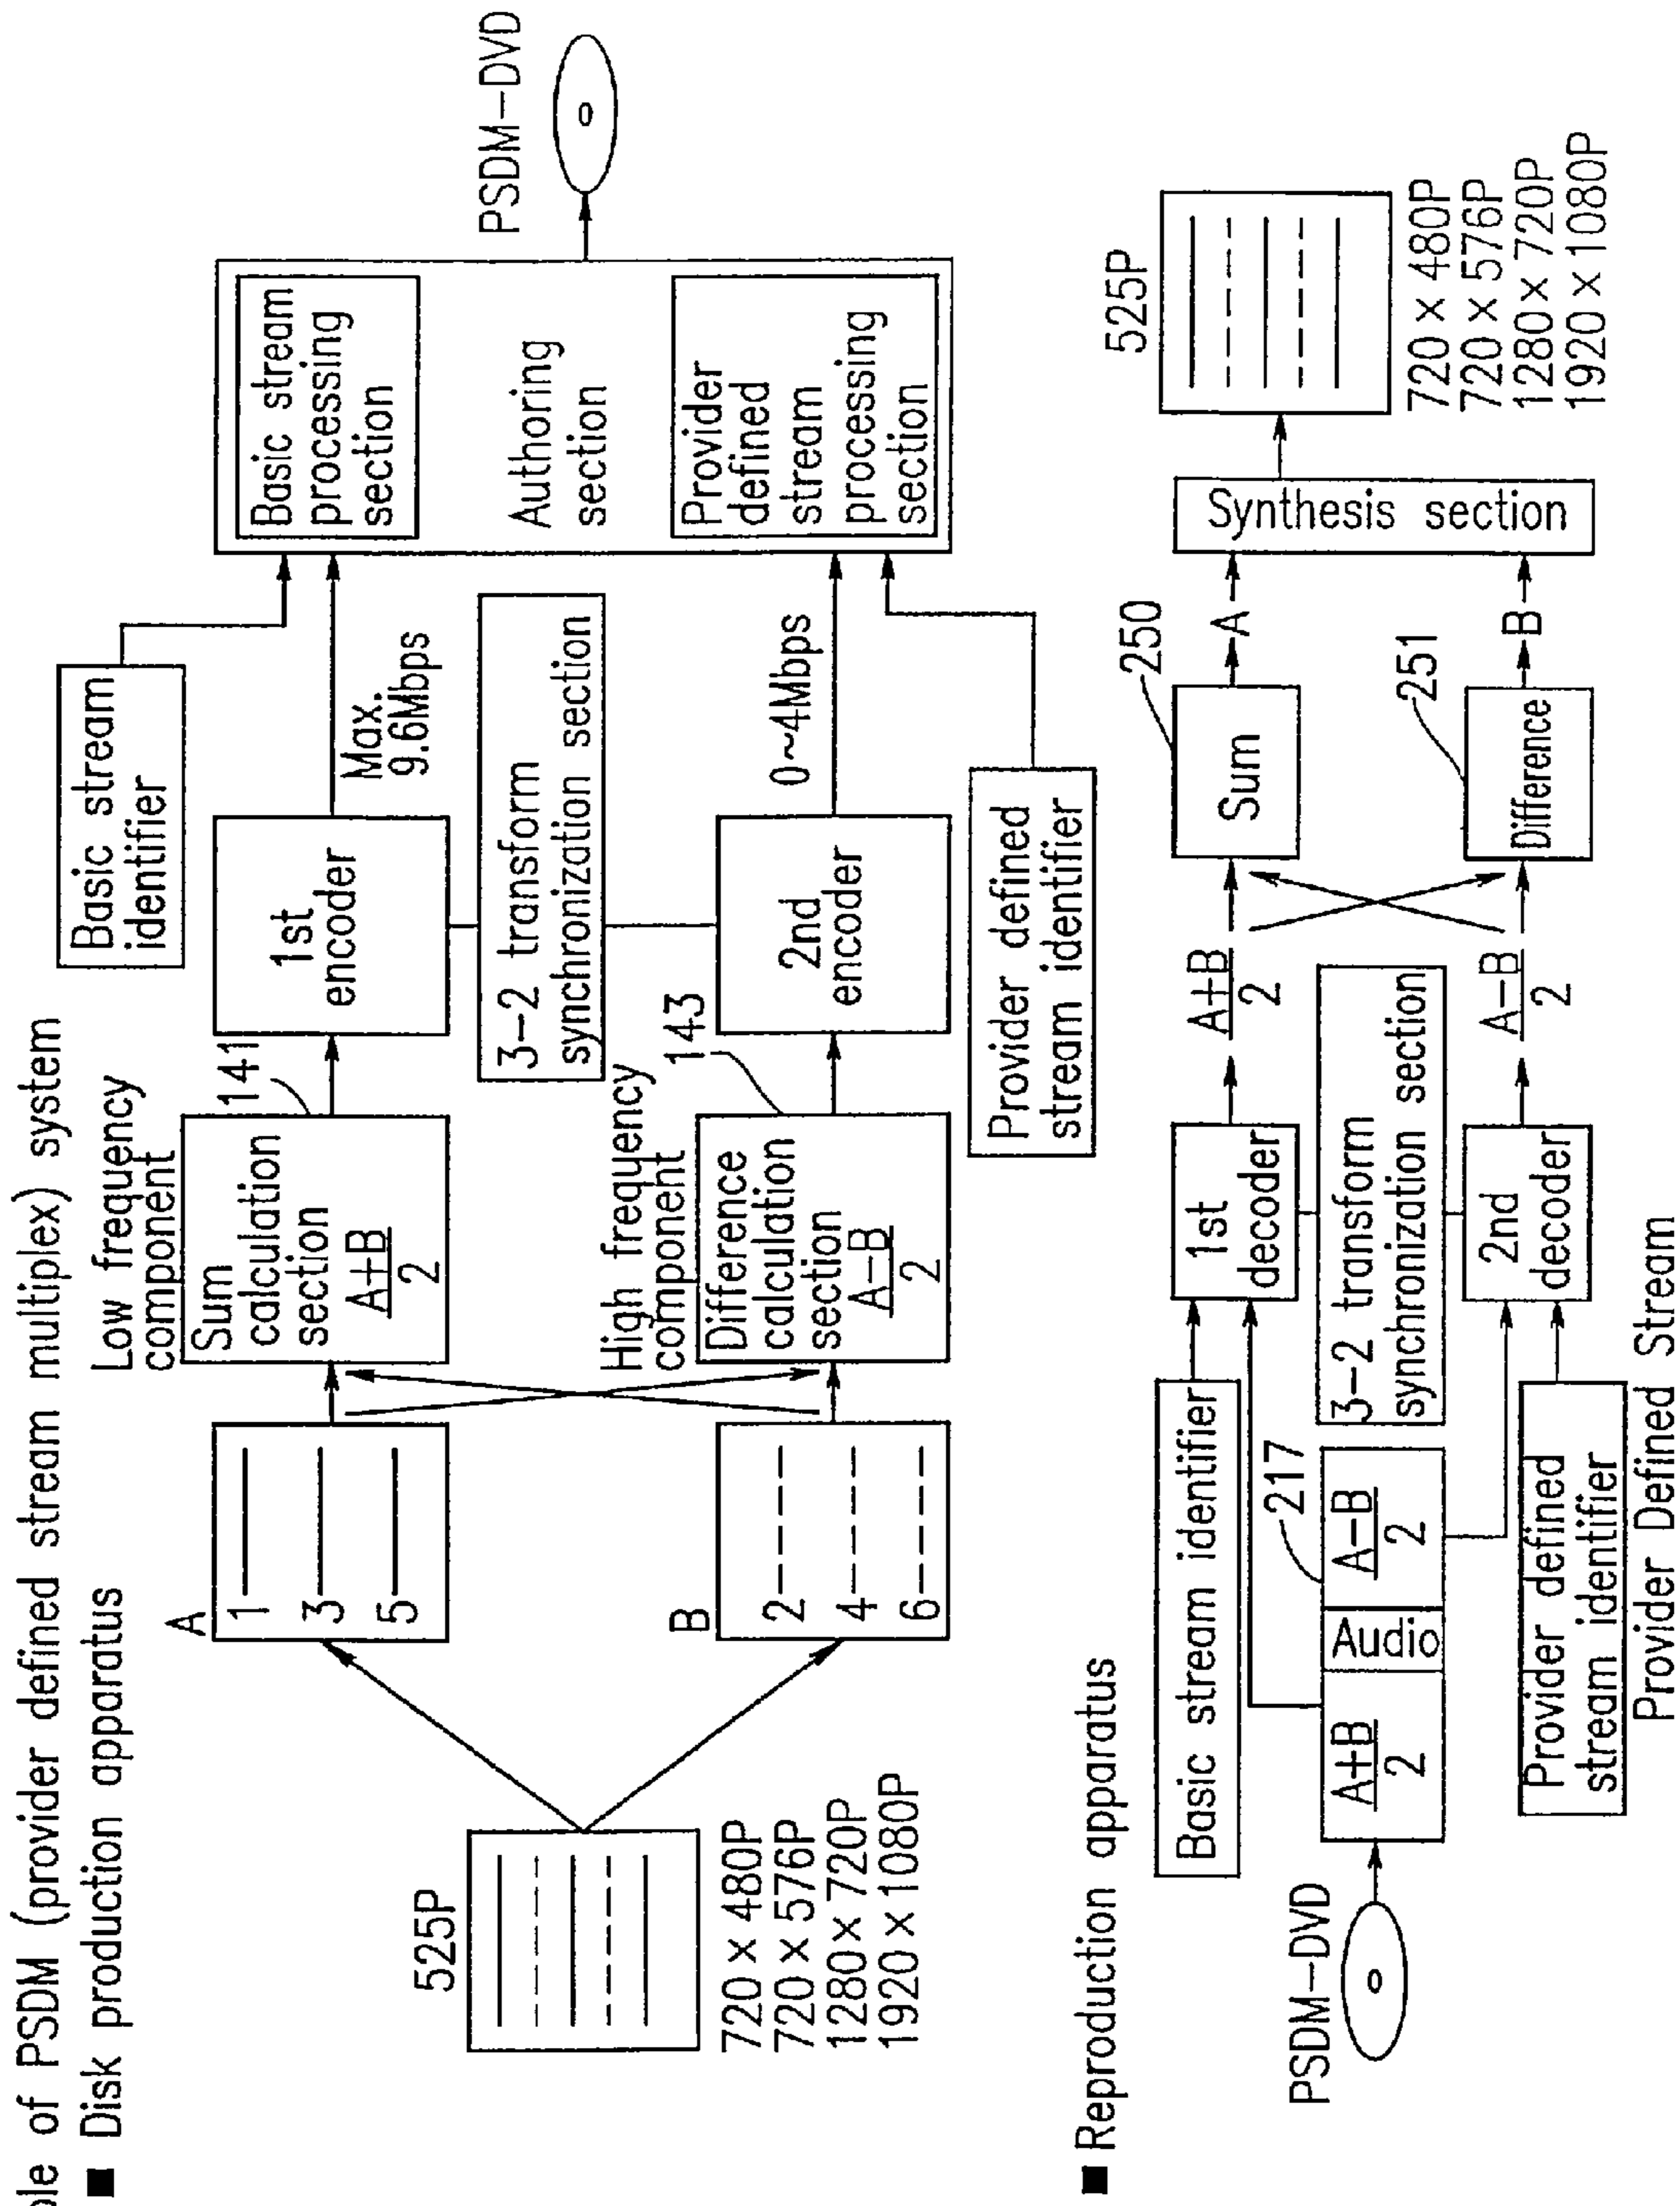 of PSDM (provider defined stream multiplex) system
■ Disk production apparatus
525P
720 × 480P
720 × 576P
1280 × 720P
1920 × 1080P
A
1
3
5
B
2
4
6
Low frequency
component
Sum
calculation
section
A+B
2
141
High frequency
component
Difference
calculation
section
A-B
2
143
1st
encoder
3-2 transform
synchronization section
2nd
encoder
Basic stream
identifier
Max.
9.6Mbps
0~4Mbps
Provider defined
stream identifier
Basic stream
processing
section
Authoring
section
Provider
defined
stream
processing
section
PSDM-DVD
■ Reproduction apparatus
PSDM-DVD
Basic stream identifier
217
A+B
2
Audio
A-B
2
Provider defined
stream identifier
Provider Defined Stream
1st
decoder
3-2 transform
synchronization section
2nd
decoder
A+B
2
A-B
2
250
Sum
251
Difference
A
B
Synthesis section
525P
720 × 480P
720 × 576P
1280 × 720P
1920 × 1080P